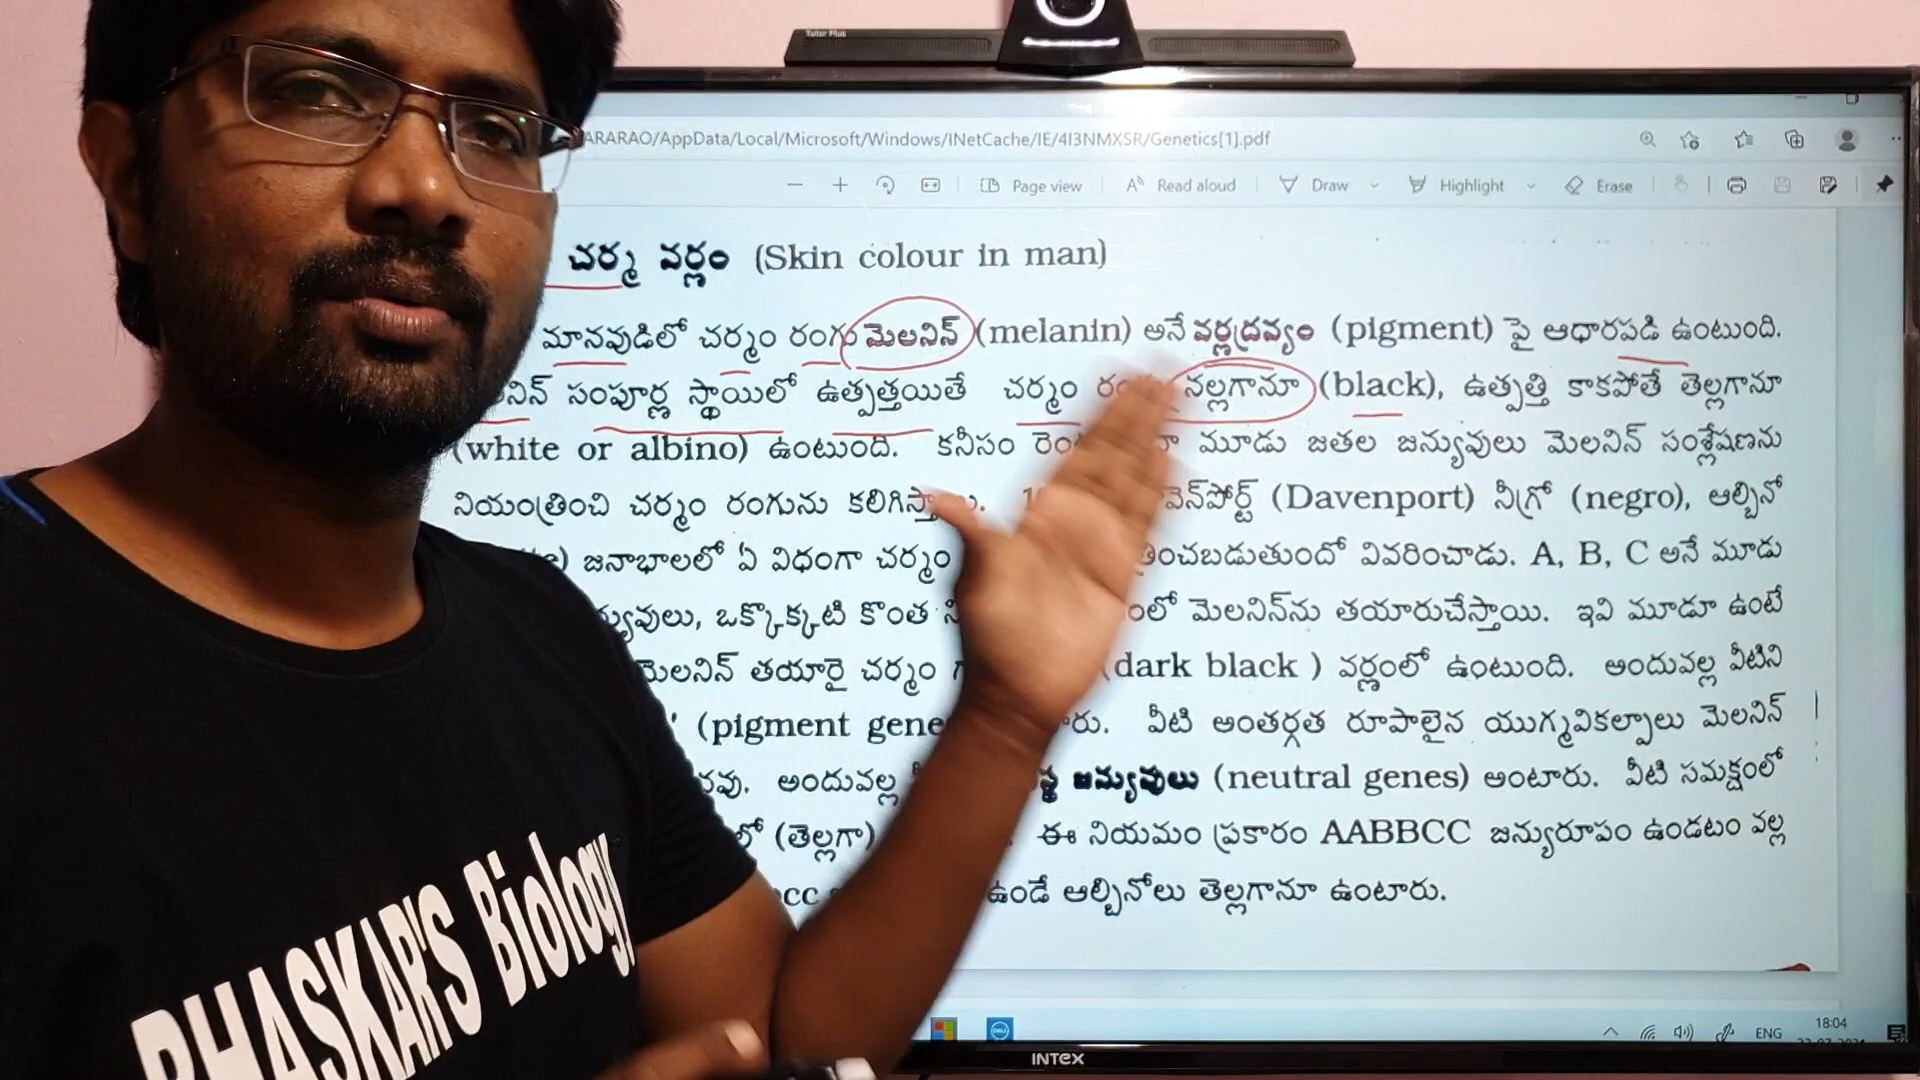 Tutor Plus
ARARAO/AppData/Local/Microsoft/Windows/INetCache/IE/4I3NMXSR/Genetics[1].pdf
Page view Read aloud Draw Highlight Erase
చర్మ వర్ణం (Skin colour in man)
మానవుడిలో చర్మం రంగు మెలనిన్ (melanin) అనే వర్ణద్రవ్యం (pigment) పై ఆధారపడి ఉంటుంది.
సంపూర్ణ స్థాయిలో ఉత్పత్తయితే చర్మం నల్లగానూ (black), ఉత్పత్తి కాకపోతే తెల్లగానూ
(white or albino) ఉంటుంది. కనీసం మూడు జతల జన్యువులు మెలనిన్ సంశ్లేషణను
నియంత్రించి చర్మం రంగును (Davenport) నీగ్రో (negro), ఆల్బినో
జనాభాలలో ఏ విధంగా చర్మం వివరించాడు. A, B, C అనే మూడు
ఒక్కొక్కటి కొంత మెలనిన్‌ను తయారుచేస్తాయి. ఇవి మూడూ ఉంటే
మెలనిన్ తయారై చర్మం (dark black ) వర్ణంలో ఉంటుంది. అందువల్ల వీటిని
(pigment వీటి అంతర్గత రూపాలైన యుగ్మవికల్పాలు మెలనిన్
అందువల్ల జన్యువులు (neutral genes) అంటారు. వీటి సమక్షంలో
(తెల్లగా) ఈ నియమం ప్రకారం AABBCC జన్యురూపం ఉండటం వల్ల
ఉండే ఆల్బినోలు తెల్లగానూ ఉంటారు.
BHASKAR'S Biology
ENG 18:04
INTEX